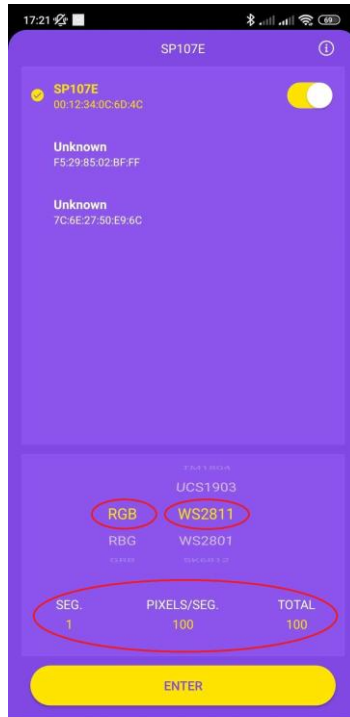 17:21 69
SP107E
SP107E
00:12:34:0C:6D:4C
Unknown
F5:29:85:02:BF:FF
Unknown
7C:6E:27:50:E9:6C
UCS1903
RGB WS2811
RBG WS2801
SEG. PIXELS/SEG. TOTAL
1 100 100
ENTER